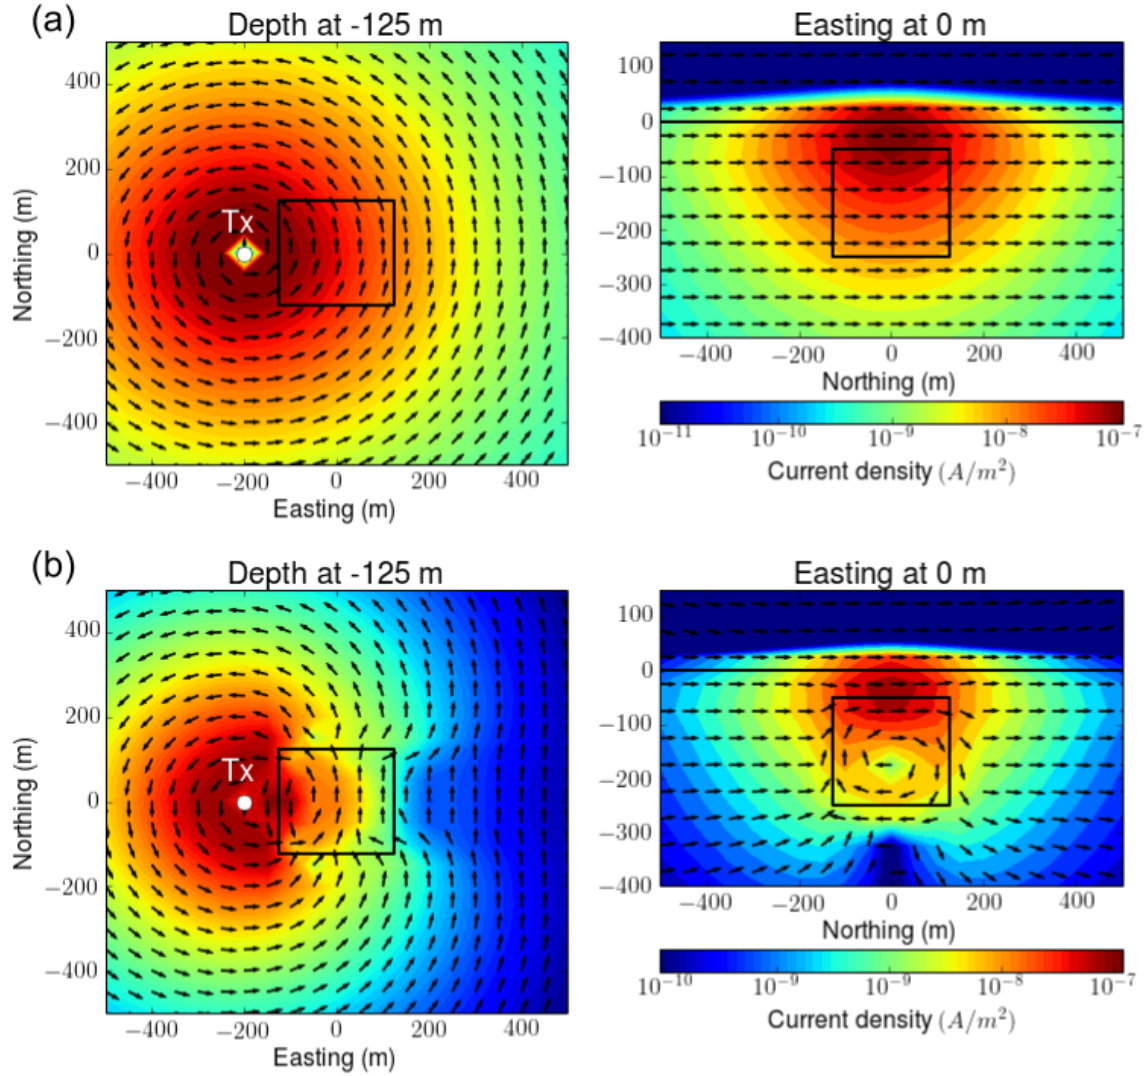 (a)
Depth at -125 m
Easting at 0 m
400
200
0
−200
−400
Northing (m)
Tx
−400 −200 0 200 400
Easting (m)
100
0
−100
−200
−300
−400
−400 −200 0 200 400
Northing (m)
10⁻¹¹ 10⁻¹⁰ 10⁻⁹ 10⁻⁸ 10⁻⁷
Current density (A/m²)
(b)
Depth at -125 m
Easting at 0 m
400
200
0
−200
−400
Northing (m)
Tx
−400 −200 0 200 400
Easting (m)
100
0
−100
−200
−300
−400
−400 −200 0 200 400
Northing (m)
10⁻¹⁰ 10⁻⁹ 10⁻⁹ 10⁻⁸ 10⁻⁷
Current density (A/m²)